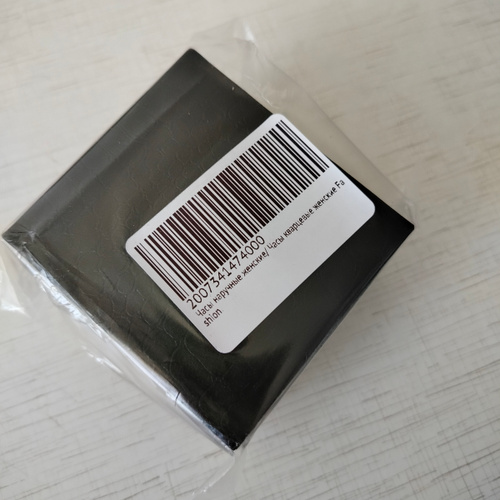 2007341474000
Часы наручные женские/ Часы кварцевые женские Fa
shion